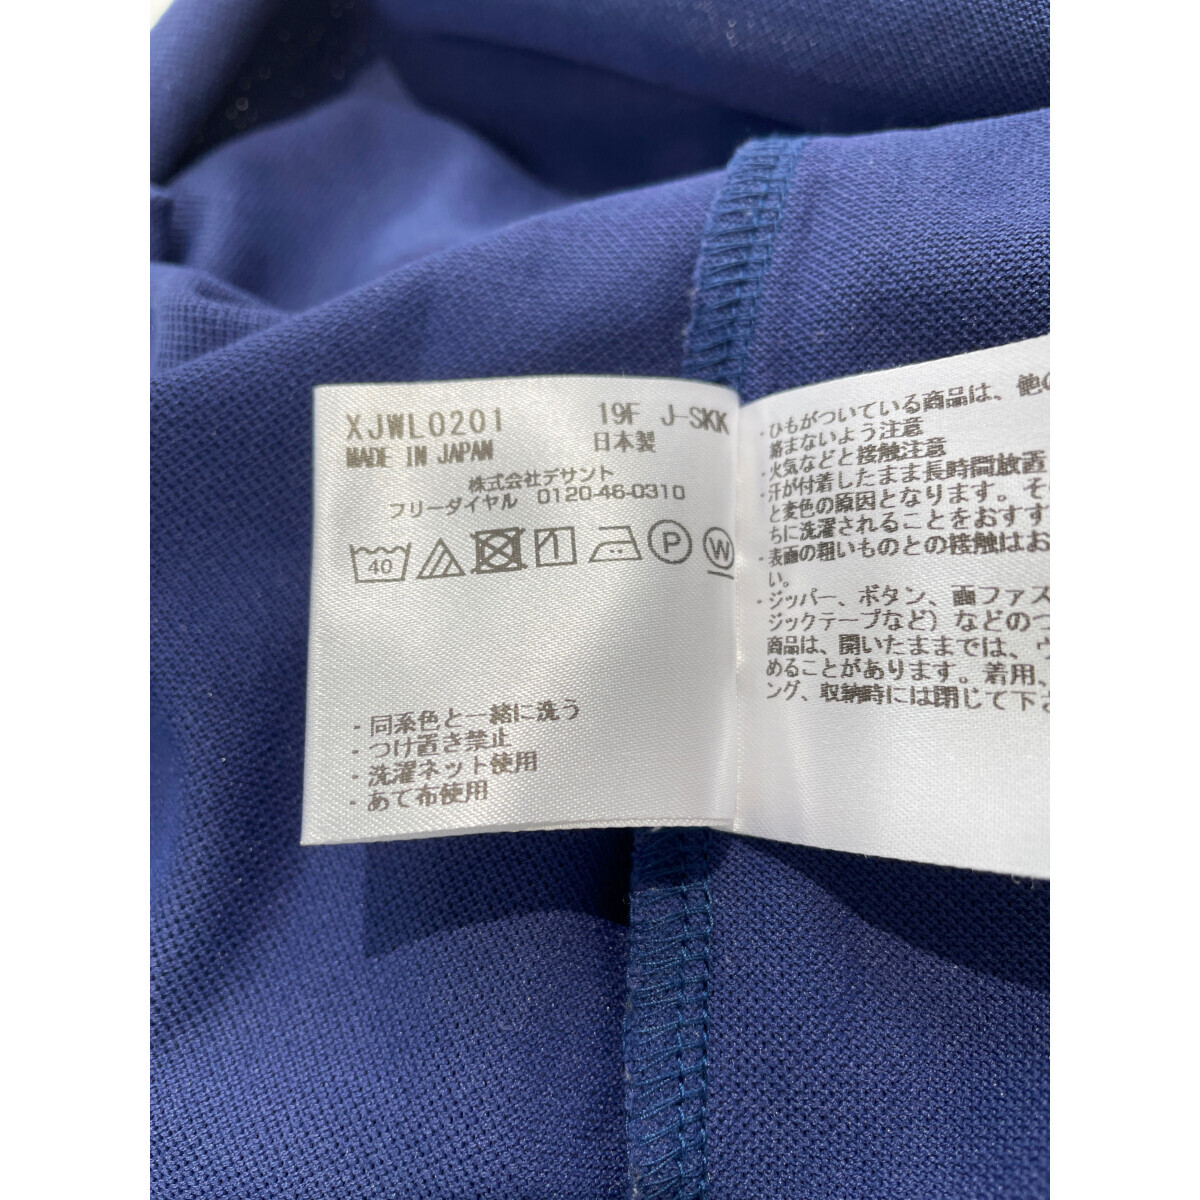 XJWL0201 19F J-SKK
MADE IN JAPAN 日本製
株式会社デサント
フリーダイヤル 0120-46-0310
40 P W
・同系色と一緒に洗う
・つけ置き禁止
・洗濯ネット使用
・あて布使用
・ひもがついている商品は、他の
絡まないよう注意
・火気などと接触注意
・汗が付着したまま長時間放置
と変色の原因となります。そ
ちに洗濯されることをおすす
・表面の粗いものとの接触はお
い。
・ジッパー、ボタン、面ファス
ジックテープなど）などのつ
商品は、開いたままでは、ウ
めることがあります。着用、
ング、収納時には閉じて下さ